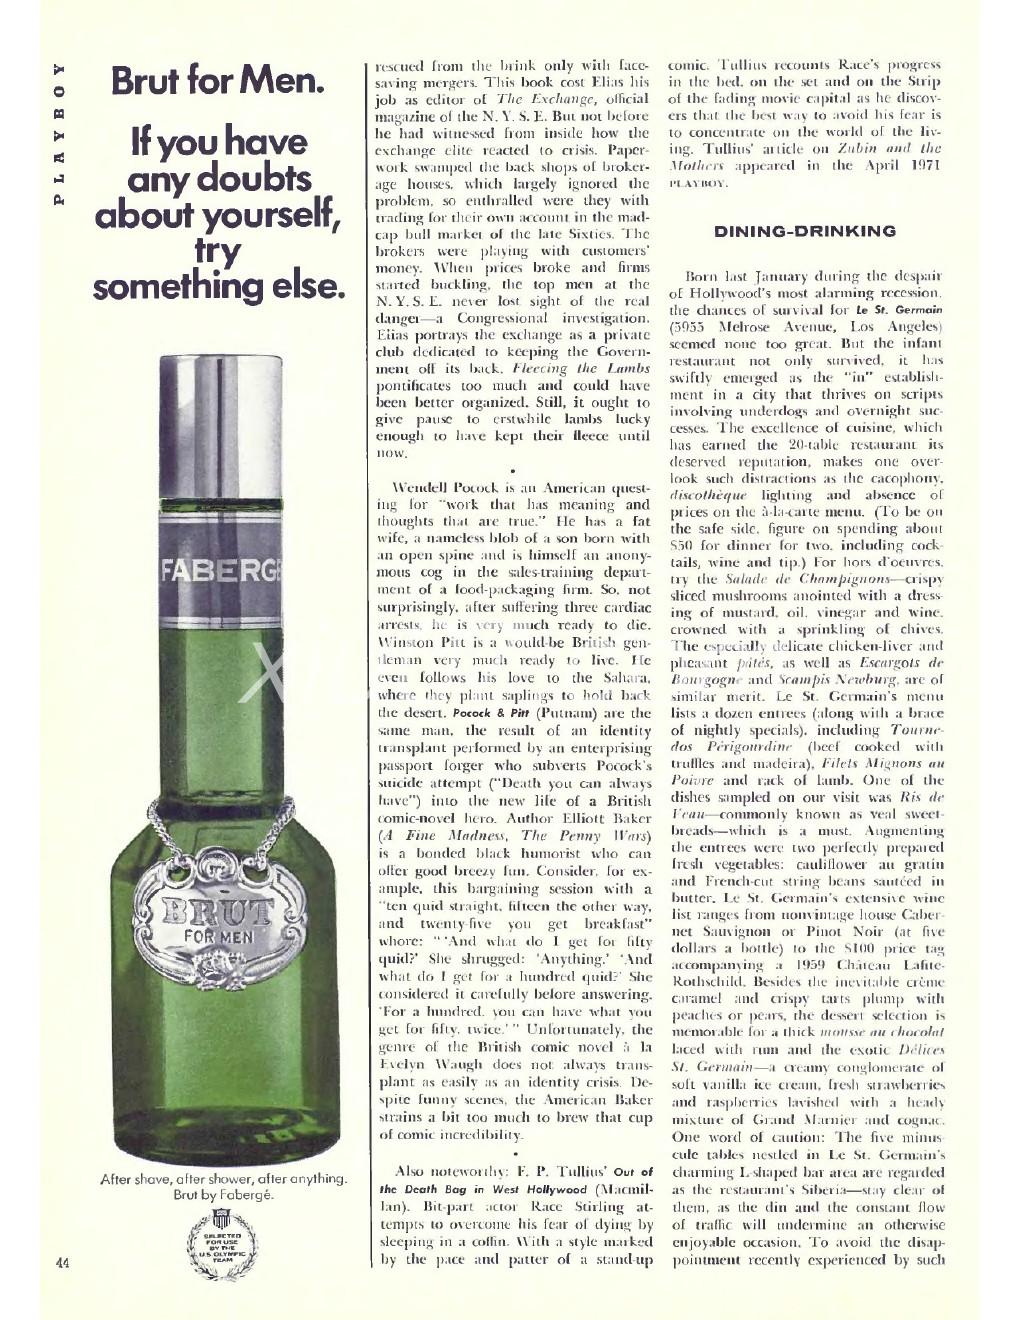 PLAYBOY
Brut for Men.
If you have
any doubts
about yourself,
try
something else.
FABERGÉ
BRUT
FOR MEN
After shave, after shower, after anything.
Brut by Fabergé.
SELECTED
FOR USE
BY THE
U.S. OLYMPIC
TEAM
44
rescued from the brink only with face-
saving mergers. This book cost Elias his
job as editor of The Exchange, official
magazine of the N. Y. S. E. But not before
he had witnessed from inside how the
exchange elite reacted to crisis. Paper-
work swamped the back shops of broker-
age houses, which largely ignored the
problem, so enthralled were they with
trading for their own account in the mad-
cap bull market of the late Sixties. The
brokers were playing with customers'
money. When prices broke and firms
started buckling, the top men at the
N. Y. S. E. never lost sight of the real
danger—a Congressional investigation.
Elias portrays the exchange as a private
club dedicated to keeping the Govern-
ment off its back. Fleecing the Lambs
pontificates too much and could have
been better organized. Still, it ought to
give pause to erstwhile lambs lucky
enough to have kept their fleece until
now.
•
Wendell Pocock is an American quest-
ing for "work that has meaning and
thoughts that are true." He has a fat
wife, a nameless blob of a son born with
an open spine and is himself an anony-
mous cog in the sales-training depart-
ment of a food-packaging firm. So, not
surprisingly, after suffering three cardiac
arrests, he is very much ready to die.
Winston Pitt is a would-be British gen-
tleman very much ready to live. He
even follows his love to the Sahara,
where they plant saplings to hold back
the desert. Pocock & Pitt (Putnam) are the
same man, the result of an identity
transplant performed by an enterprising
passport forger who subverts Pocock's
suicide attempt ("Death you can always
have") into the new life of a British
comic-novel hero. Author Elliott Baker
(A Fine Madness, The Penny Wars)
is a bonded black humorist who can
offer good breezy fun. Consider, for ex-
ample, this bargaining session with a
"ten quid straight, fifteen the other way,
and twenty-five you get breakfast"
whore: " 'And what do I get for fifty
quid?' She shrugged: 'Anything.' 'And
what do I get for a hundred quid?' She
considered it carefully before answering.
'For a hundred, you can have what you
get for fifty, twice.' " Unfortunately, the
genre of the British comic novel à la
Evelyn Waugh does not always trans-
plant as easily as an identity crisis. De-
spite funny scenes, the American Baker
strains a bit too much to brew that cup
of comic incredibility.
•
Also noteworthy: F. P. Tullius' Out of
the Death Bag in West Hollywood (Macmil-
lan). Bit-part actor Race Stirling at-
tempts to overcome his fear of dying by
sleeping in a coffin. With a style marked
by the pace and patter of a stand-up
comic, Tullius recounts Race's progress
in the bed, on the set and on the Strip
of the fading movie capital as he discov-
ers that the best way to avoid his fear is
to concentrate on the world of the liv-
ing. Tullius' article on Zubin and the
Mothers appeared in the April 1971
PLAYBOY.
DINING-DRINKING
Born last January during the despair
of Hollywood's most alarming recession,
the chances of survival for Le St. Germain
(5955 Melrose Avenue, Los Angeles)
seemed none too great. But the infant
restaurant not only survived, it has
swiftly emerged as the "in" establish-
ment in a city that thrives on scripts
involving underdogs and overnight suc-
cesses. The excellence of cuisine, which
has earned the 20-table restaurant its
deserved reputation, makes one over-
look such distractions as the cacophony,
discothèque lighting and absence of
prices on the à-la-carte menu. (To be on
the safe side, figure on spending about
$50 for dinner for two, including cock-
tails, wine and tip.) For hors d'oeuvres,
try the Salade de Champignons—crispy
sliced mushrooms anointed with a dress-
ing of mustard, oil, vinegar and wine,
crowned with a sprinkling of chives.
The especially delicate chicken-liver and
pheasant pâtés, as well as Escargots de
Bourgogne and Scampis Newburg, are of
similar merit. Le St. Germain's menu
lists a dozen entrees (along with a brace
of nightly specials), including Tourne-
dos Périgourdine (beef cooked with
truffles and madeira), Filets Mignons au
Poivre and rack of lamb. One of the
dishes sampled on our visit was Ris de
Veau—commonly known as veal sweet-
breads—which is a must. Augmenting
the entrees were two perfectly prepared
fresh vegetables: cauliflower au gratin
and French-cut string beans sautéed in
butter. Le St. Germain's extensive wine
list ranges from nonvintage house Caber-
net Sauvignon or Pinot Noir (at five
dollars a bottle) to the $100 price tag
accompanying a 1959 Château Lafite-
Rothschild. Besides the inevitable crème
caramel and crispy tarts plump with
peaches or pears, the dessert selection is
memorable for a thick mousse au chocolat
laced with rum and the exotic Délices
St. Germain—a creamy conglomerate of
soft vanilla ice cream, fresh strawberries
and raspberries lavished with a heady
mixture of Grand Marnier and cognac.
One word of caution: The five minus-
cule tables nestled in Le St. Germain's
charming L-shaped bar area are regarded
as the restaurant's Siberia—stay clear of
them, as the din and the constant flow
of traffic will undermine an otherwise
enjoyable occasion. To avoid the disap-
pointment recently experienced by such